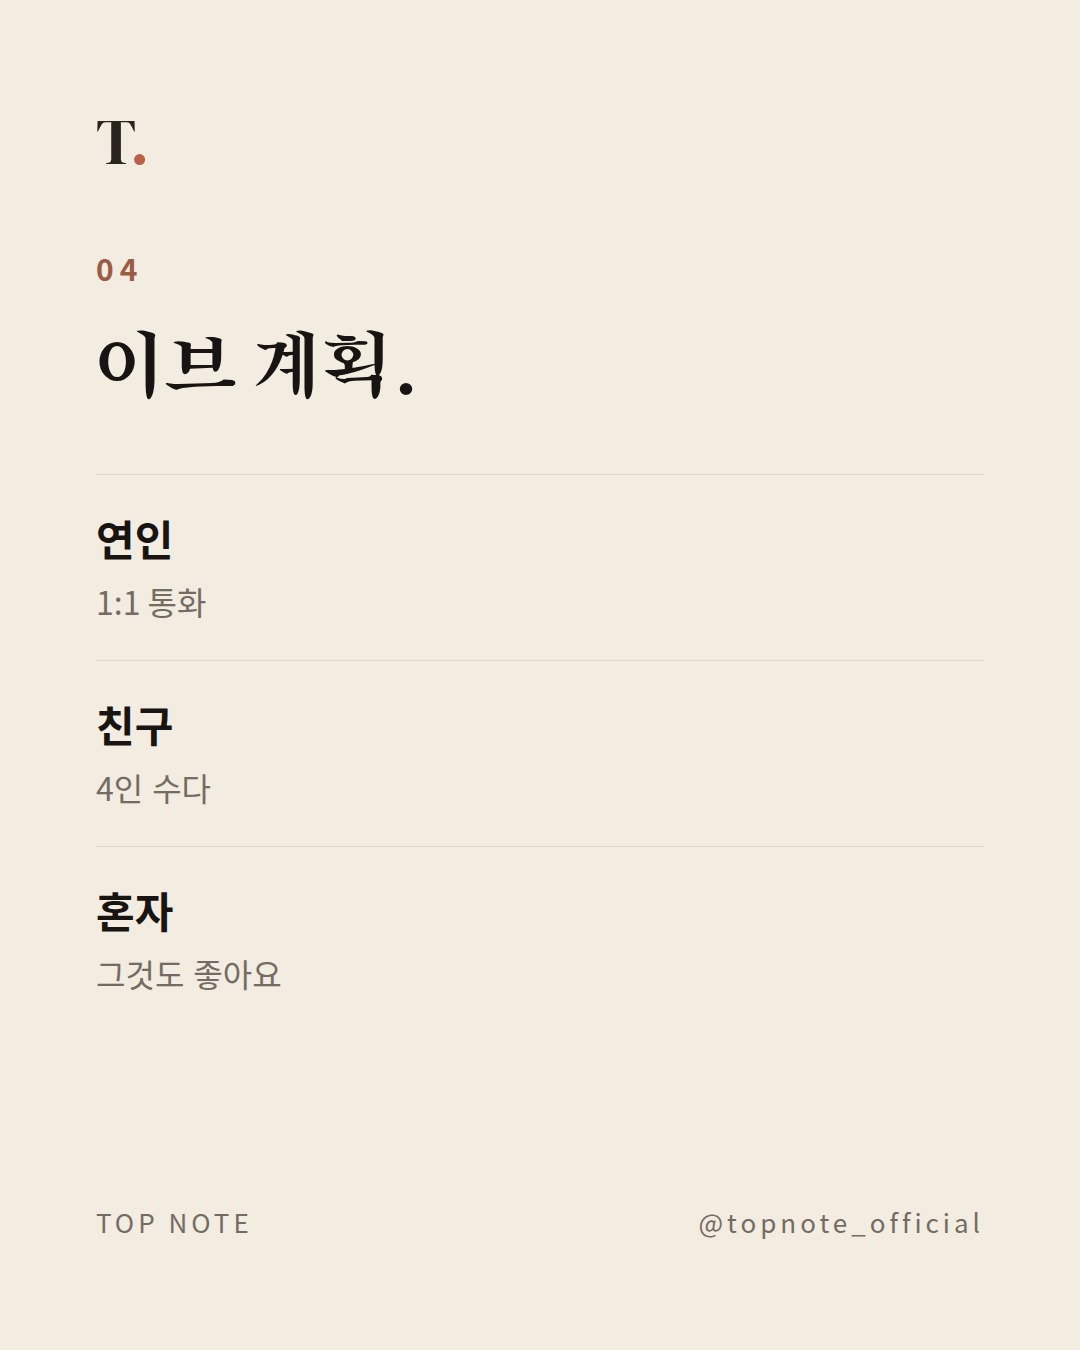 T.
04
이브 계획.
연인
1:1 통화
친구
4인 수다
혼자
그것도 좋아요
TOP NOTE
@topnote_official